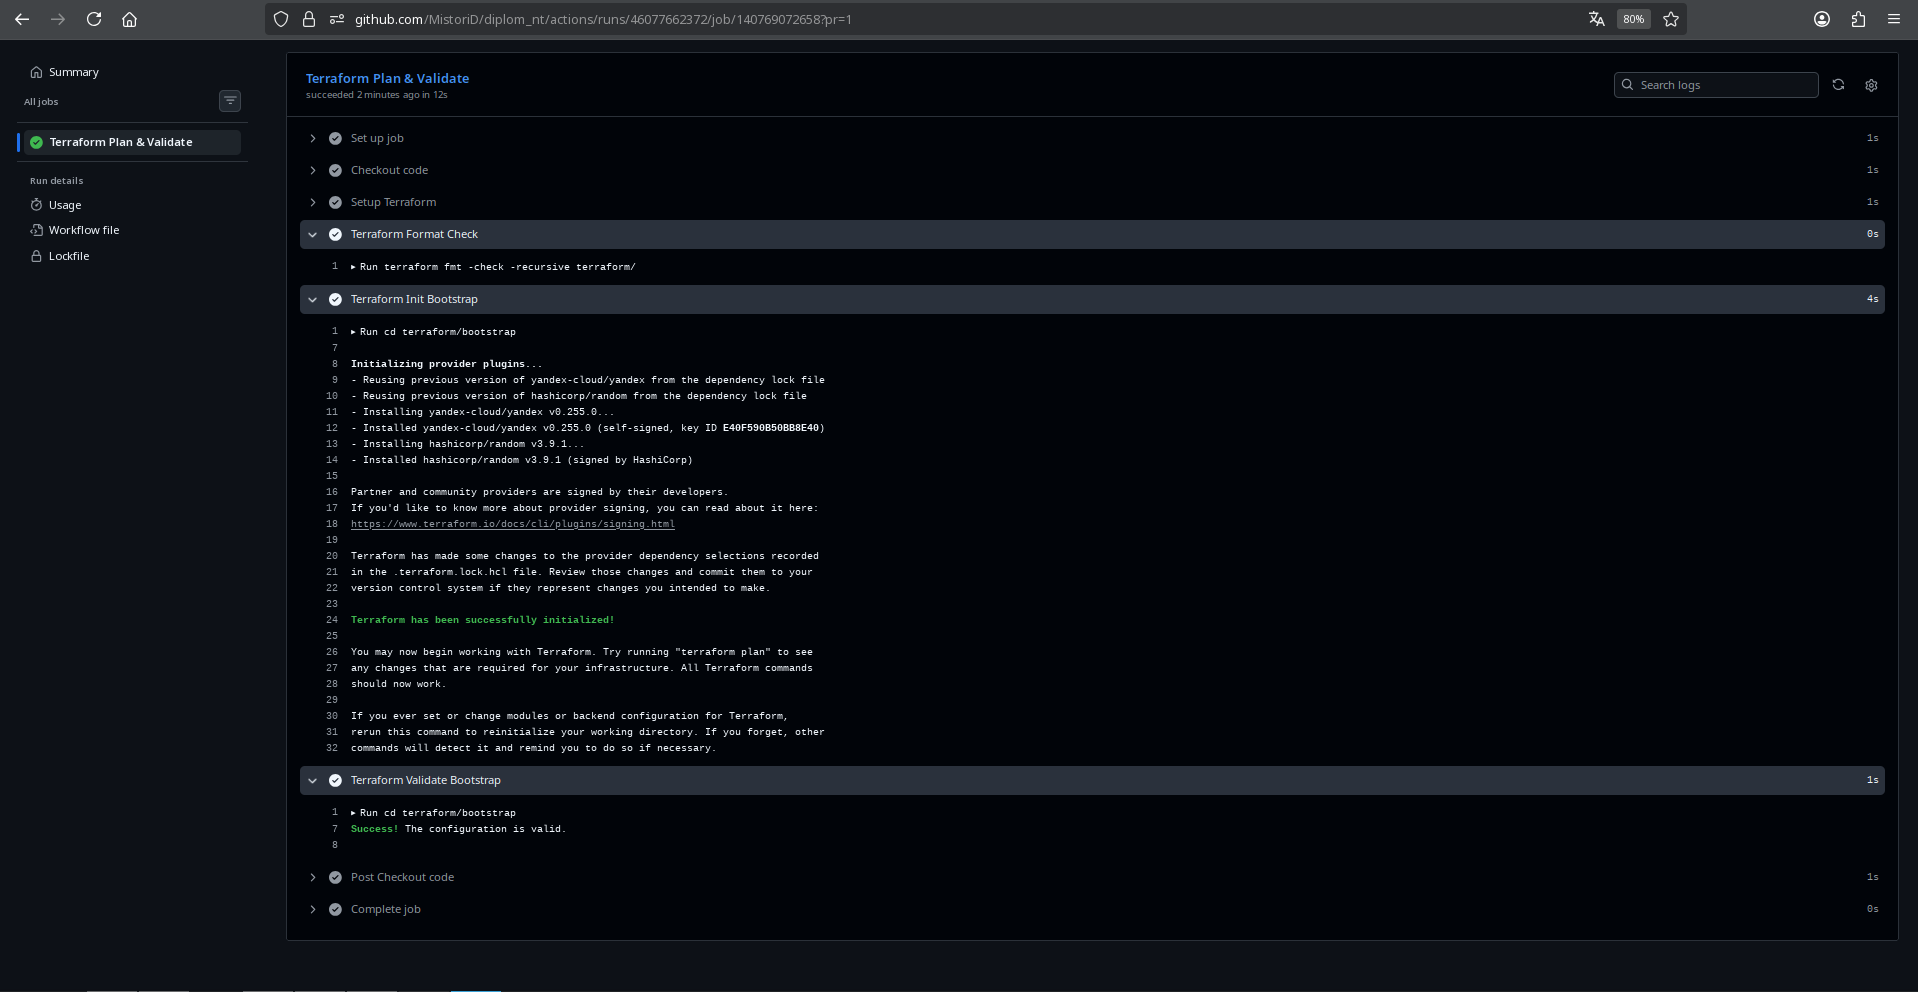 github.com/MistoriD/diplom_nt/actions/runs/46077662372/job/140769072658?pr=1
80%
Summary
All jobs
Terraform Plan & Validate
Run details
Usage
Workflow file
Lockfile
Terraform Plan & Validate
succeeded 2 minutes ago in 12s
Search logs
Set up job 1s
Checkout code 1s
Setup Terraform 1s
Terraform Format Check 0s
1 Run terraform fmt -check -recursive terraform/
Terraform Init Bootstrap 4s
1 Run cd terraform/bootstrap
7
8 Initializing provider plugins...
9 - Reusing previous version of yandex-cloud/yandex from the dependency lock file
10 - Reusing previous version of hashicorp/random from the dependency lock file
11 - Installing yandex-cloud/yandex v0.255.0...
12 - Installed yandex-cloud/yandex v0.255.0 (self-signed, key ID E40F590B50BB8E40)
13 - Installing hashicorp/random v3.9.1...
14 - Installed hashicorp/random v3.9.1 (signed by HashiCorp)
15
16 Partner and community providers are signed by their developers.
17 If you'd like to know more about provider signing, you can read about it here:
18 https://www.terraform.io/docs/cli/plugins/signing.html
19
20 Terraform has made some changes to the provider dependency selections recorded
21 in the .terraform.lock.hcl file. Review those changes and commit them to your
22 version control system if they represent changes you intended to make.
23
24 Terraform has been successfully initialized!
25
26 You may now begin working with Terraform. Try running "terraform plan" to see
27 any changes that are required for your infrastructure. All Terraform commands
28 should now work.
29
30 If you ever set or change modules or backend configuration for Terraform,
31 rerun this command to reinitialize your working directory. If you forget, other
32 commands will detect it and remind you to do so if necessary.
Terraform Validate Bootstrap 1s
1 Run cd terraform/bootstrap
7 Success! The configuration is valid.
8
Post Checkout code 1s
Complete job 0s